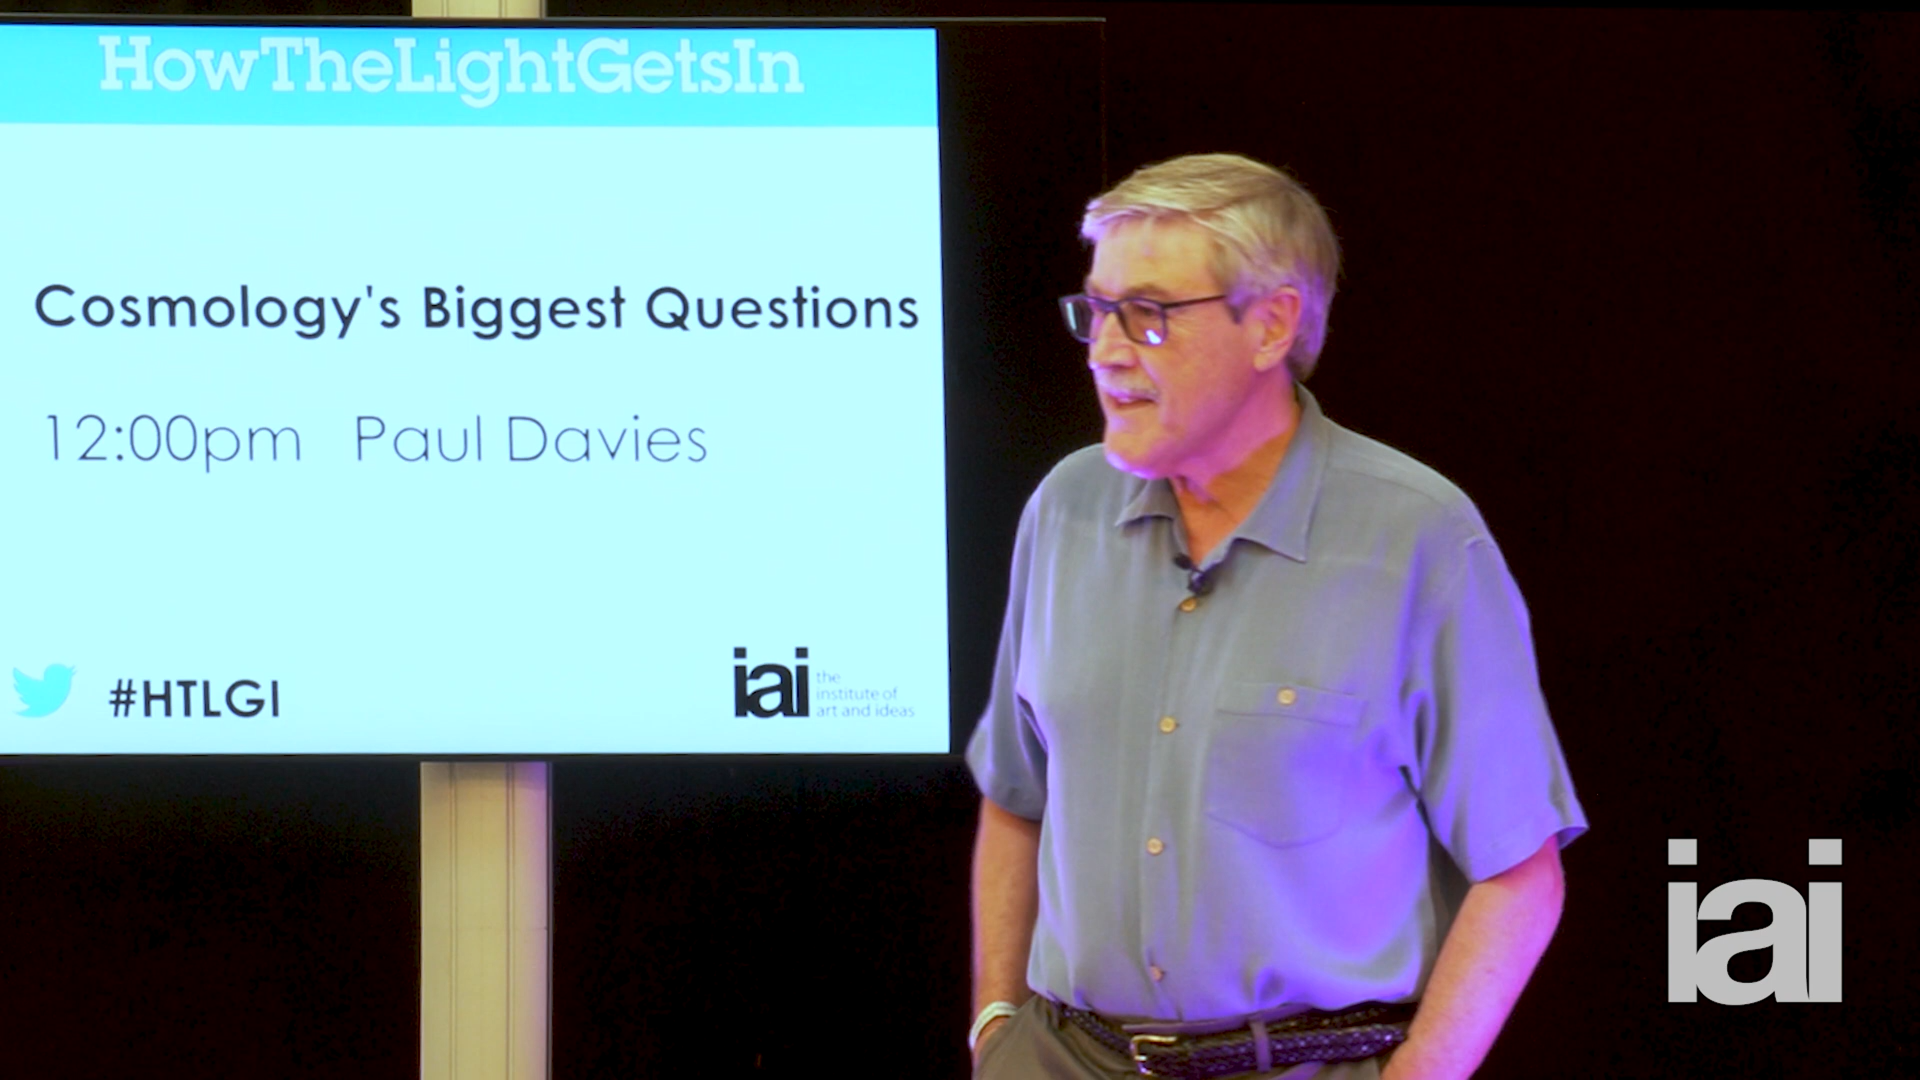 HowTheLightGetsIn
Cosmology's Biggest Questions
12:00pm Paul Davies
#HTLGI
iai
the
institute of
art and ideas
iai